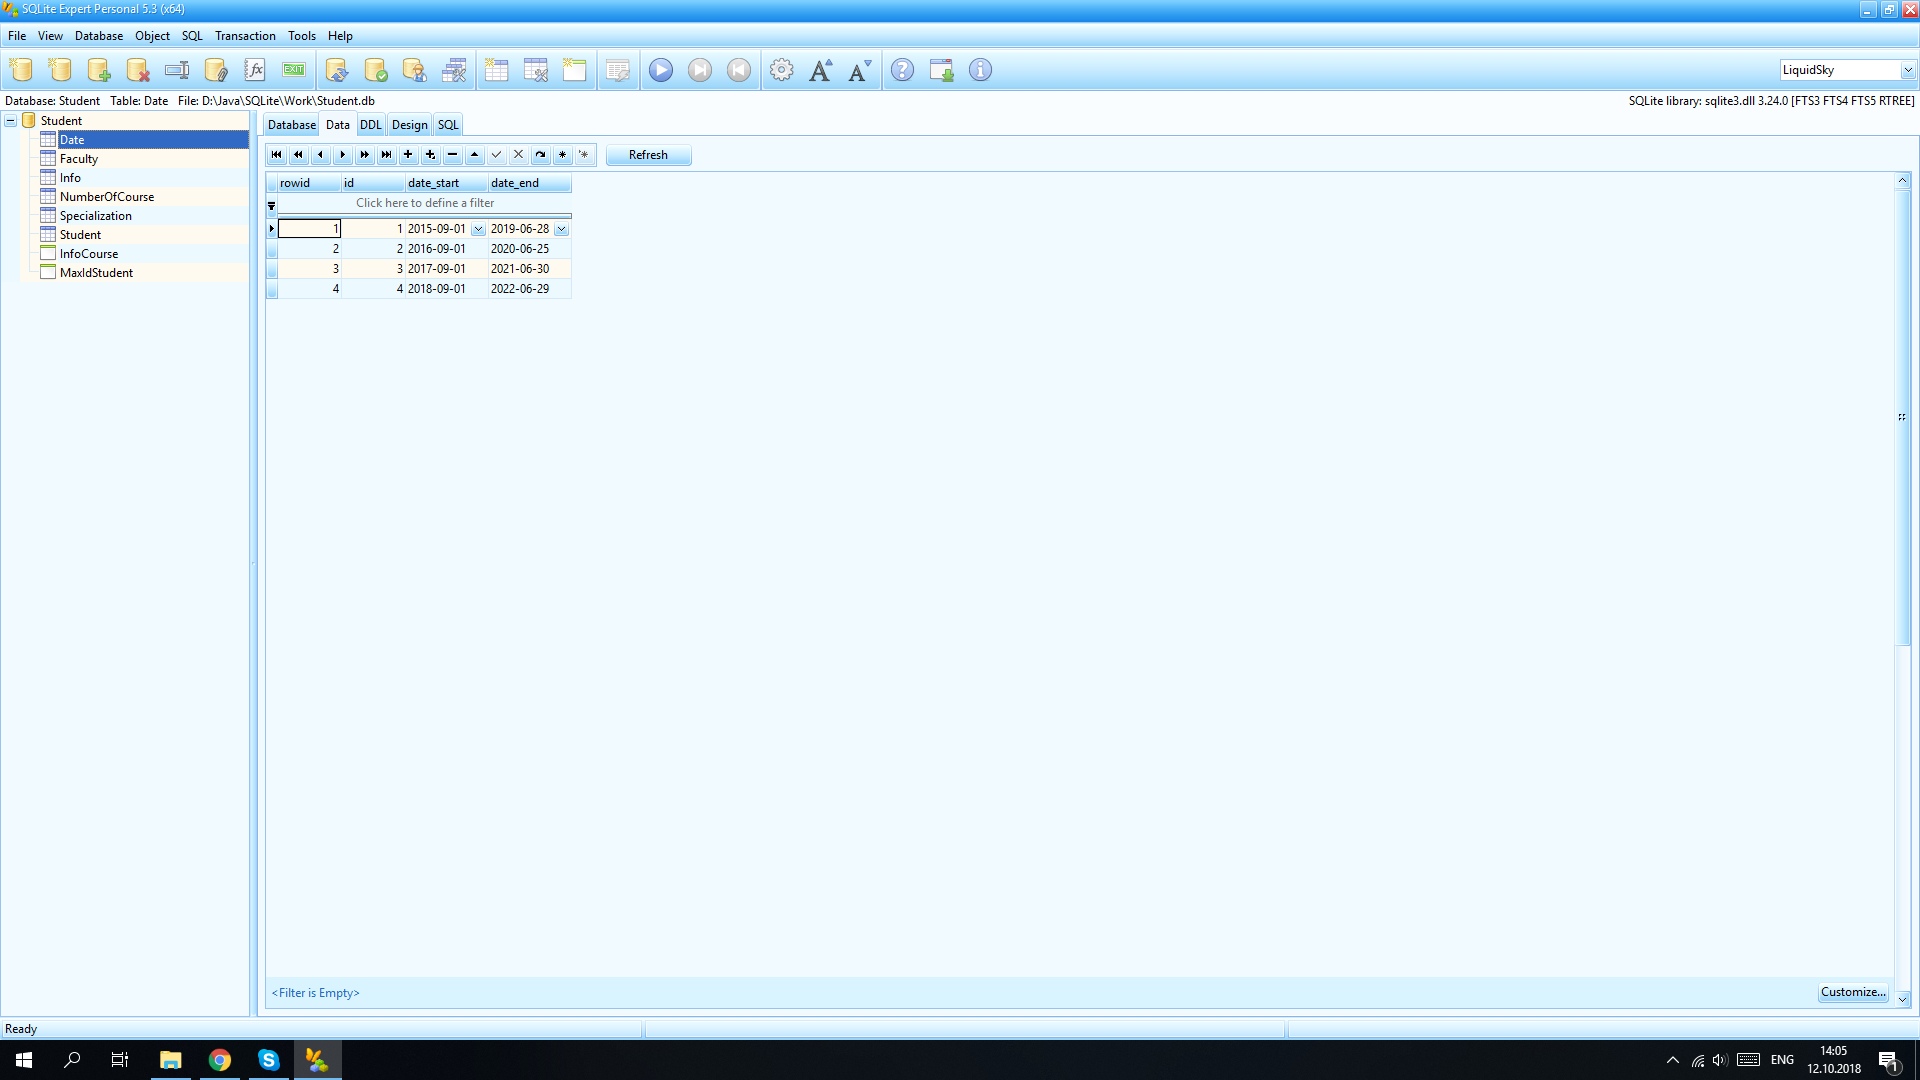 SQLite Expert Personal 5.3 (x64)
File View Database Object SQL Transaction Tools Help
LiquidSky
Database: Student Table: Date File: D:\Java\SQLite\Work\Student.db
SQLite library: sqlite3.dll 3.24.0 [FTS3 FTS4 FTS5 RTREE]
Student
Date
Faculty
Info
NumberOfCourse
Specialization
Student
InfoCourse
MaxIdStudent
Database Data DDL Design SQL
Refresh
rowid id date_start date_end
Click here to define a filter
1 1 2015-09-01 2019-06-28
2 2 2016-09-01 2020-06-25
3 3 2017-09-01 2021-06-30
4 4 2018-09-01 2022-06-29
<Filter is Empty>
Customize...
Ready
ENG
14:05
12.10.2018
1